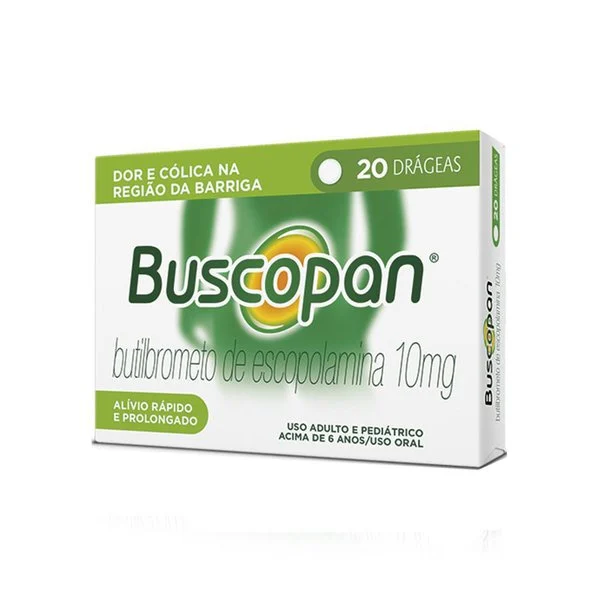 DOR E CÓLICA NA
REGIÃO DA BARRIGA
20 DRÁGEAS
Buscopan®
butilbrometo de escopolamina 10mg
ALÍVIO RÁPIDO
E PROLONGADO
USO ADULTO E PEDIÁTRICO
ACIMA DE 6 ANOS/USO ORAL
20 DRÁGEAS
Buscopan®
butilbrometo de escopolamina 10mg